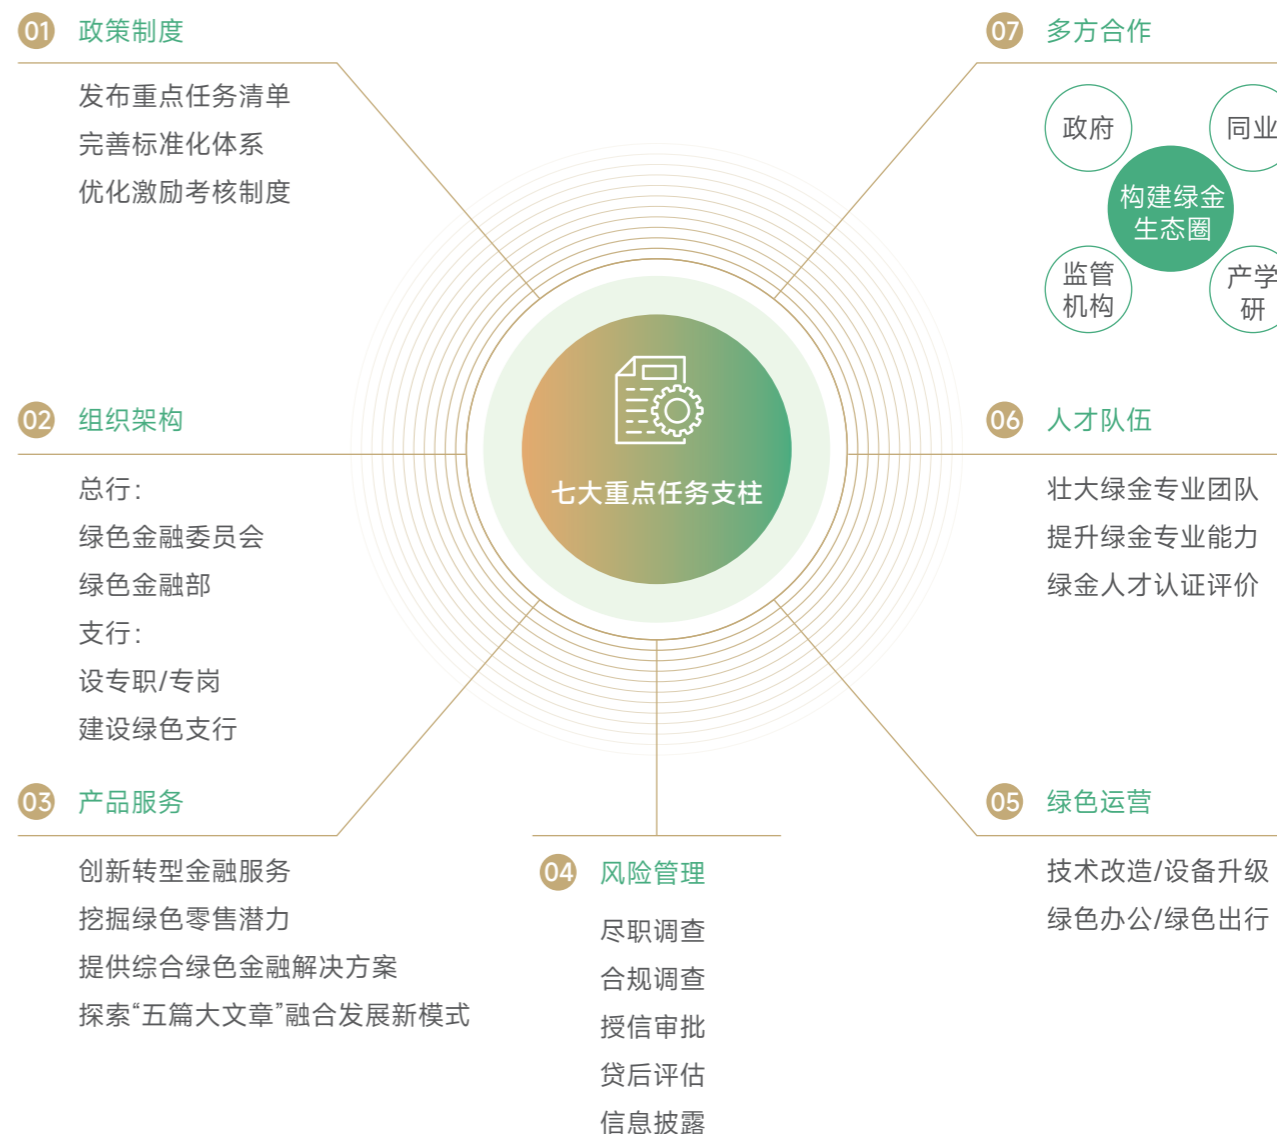 01 政策制度
发布重点任务清单
完善标准化体系
优化激励考核制度
02 组织架构
总行：
绿色金融委员会
绿色金融部
支行：
设专职/专岗
建设绿色支行
03 产品服务
创新转型金融服务
挖掘绿色零售潜力
提供综合绿色金融解决方案
探索“五篇大文章”融合发展新模式
七大重点任务支柱
04 风险管理
尽职调查
合规调查
授信审批
贷后评估
信息披露
05 绿色运营
技术改造/设备升级
绿色办公/绿色出行
06 人才队伍
壮大绿金专业团队
提升绿金专业能力
绿金人才认证评价
07 多方合作
政府
同业
构建绿金
生态圈
监管
机构
产学
研